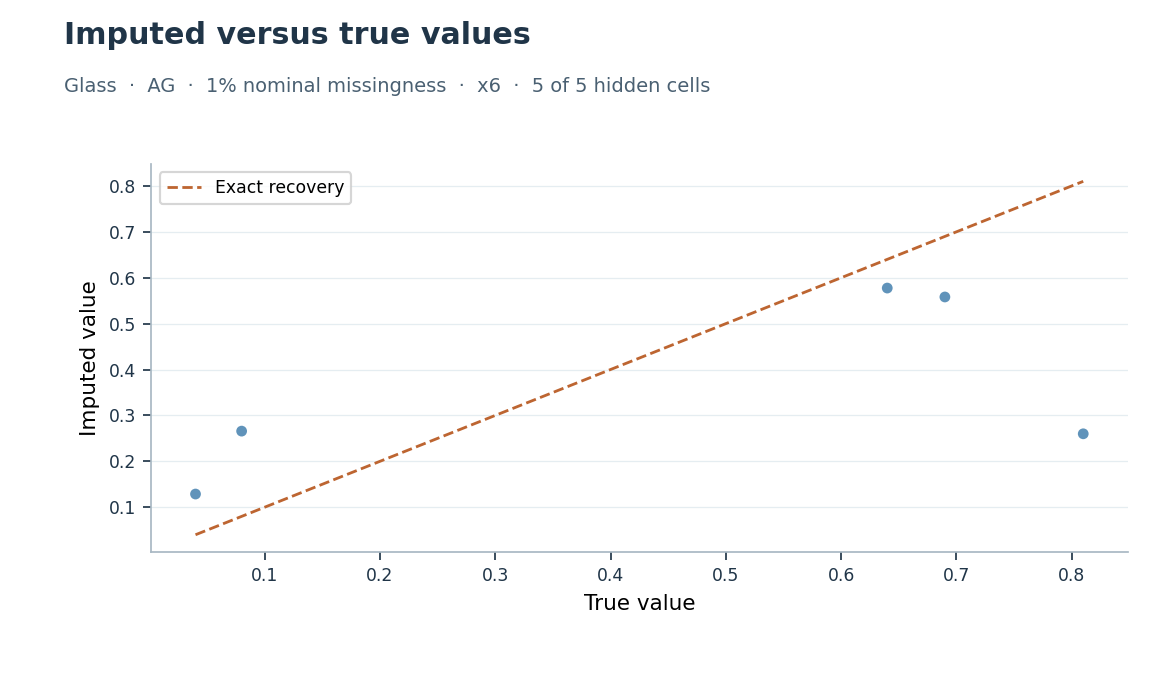 Imputed versus true values
Glass · AG · 1% nominal missingness · x6 · 5 of 5 hidden cells
Exact recovery
0.8
0.7
0.6
0.5
0.4
0.3
0.2
0.1
Imputed value
0.1 0.2 0.3 0.4 0.5 0.6 0.7 0.8
True value